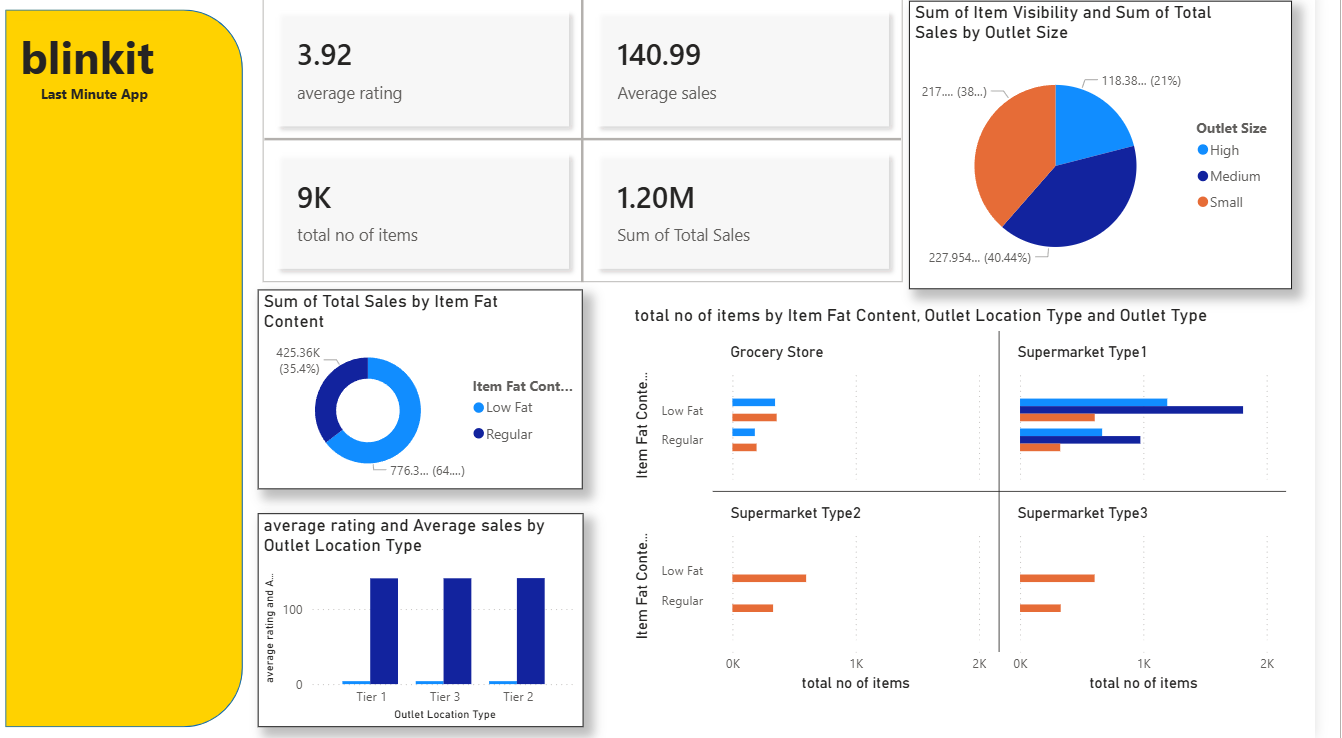 blinkit
Last Minute App
3.92
average rating
140.99
Average sales
9K
total no of items
1.20M
Sum of Total Sales
Sum of Item Visibility and Sum of Total
Sales by Outlet Size
118.38... (21%)
217.... (38...)
227.954... (40.44%)
Outlet Size
High
Medium
Small
Sum of Total Sales by Item Fat
Content
425.36K
(35.4%)
776.3... (64....)
Item Fat Cont...
Low Fat
Regular
average rating and Average sales by
Outlet Location Type
average rating and A...
100
0
Tier 1
Tier 3
Tier 2
Outlet Location Type
total no of items by Item Fat Content, Outlet Location Type and Outlet Type
Grocery Store
Supermarket Type1
Item Fat Conte...
Low Fat
Regular
Supermarket Type2
Supermarket Type3
Item Fat Conte...
Low Fat
Regular
0K
1K
2K
0K
1K
2K
total no of items
total no of items